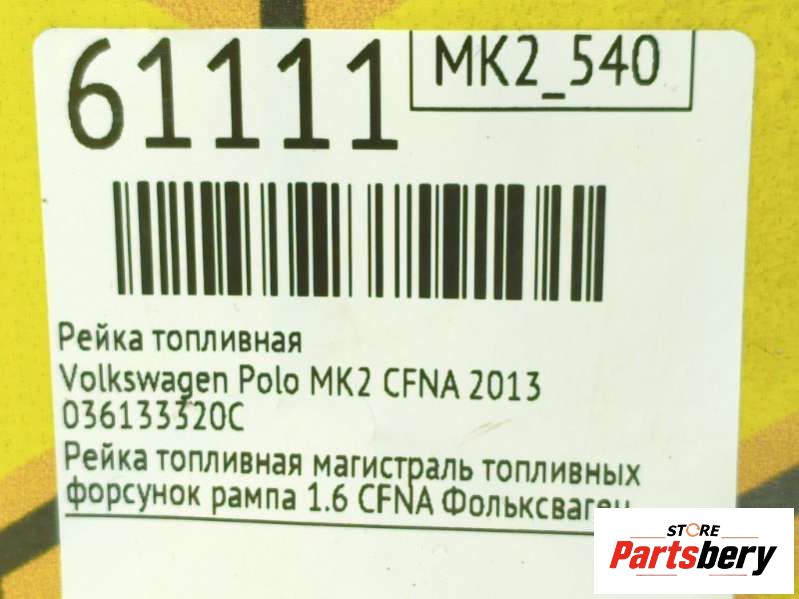 61111
MK2_540
Рейка топливная
Volkswagen Polo MK2 CFNA 2013
036133320C
Рейка топливная магистраль топливных
форсунок рампа 1.6 CFNA Фольксваген
STORE
Partsbery